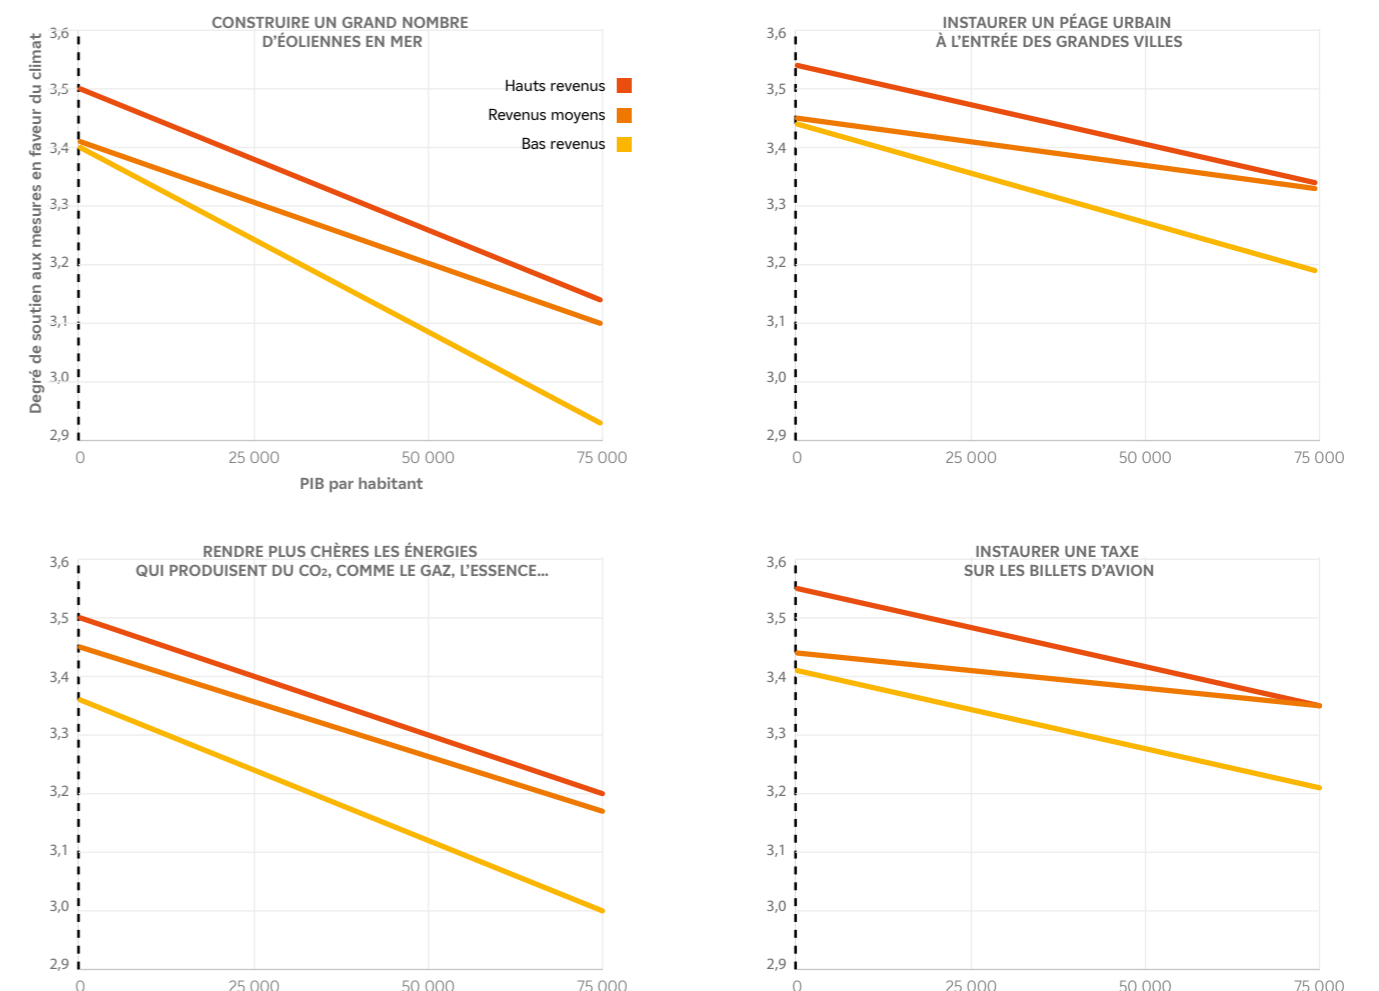 CONSTRUIRE UN GRAND NOMBRE
D'ÉOLIENNES EN MER
Degré de soutien aux mesures en faveur du climat
3,6
3,5
3,4
3,3
3,2
3,1
3,0
2,9
Hauts revenus
Revenus moyens
Bas revenus
0 25 000 50 000 75 000
PIB par habitant
INSTAURER UN PÉAGE URBAIN
À L'ENTRÉE DES GRANDES VILLES
3,6
3,5
3,4
3,3
3,2
3,1
3,0
2,9
0 25 000 50 000 75 000
RENDRE PLUS CHÈRES LES ÉNERGIES
QUI PRODUISENT DU CO₂, COMME LE GAZ, L'ESSENCE...
3,6
3,5
3,4
3,3
3,2
3,1
3,0
2,9
0 25 000 50 000 75 000
INSTAURER UNE TAXE
SUR LES BILLETS D'AVION
3,6
3,5
3,4
3,3
3,2
3,1
3,0
2,9
0 25 000 50 000 75 000